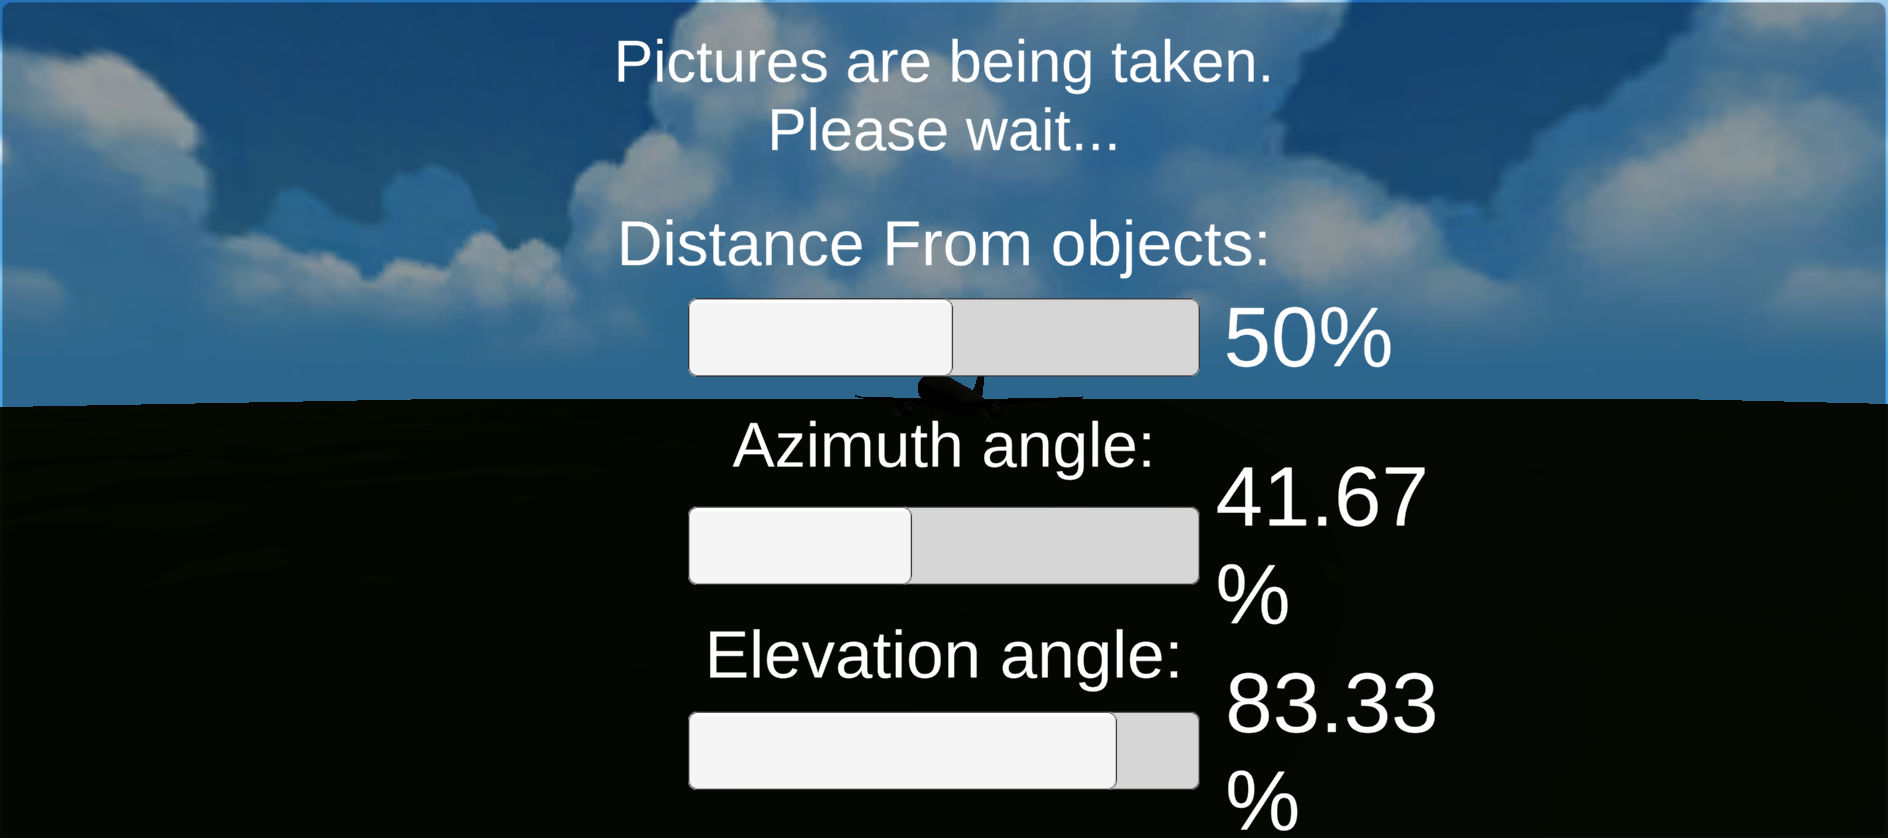 Pictures are being taken.
Please wait...
Distance From objects:
50%
Azimuth angle:
41.67
%
Elevation angle:
83.33
%